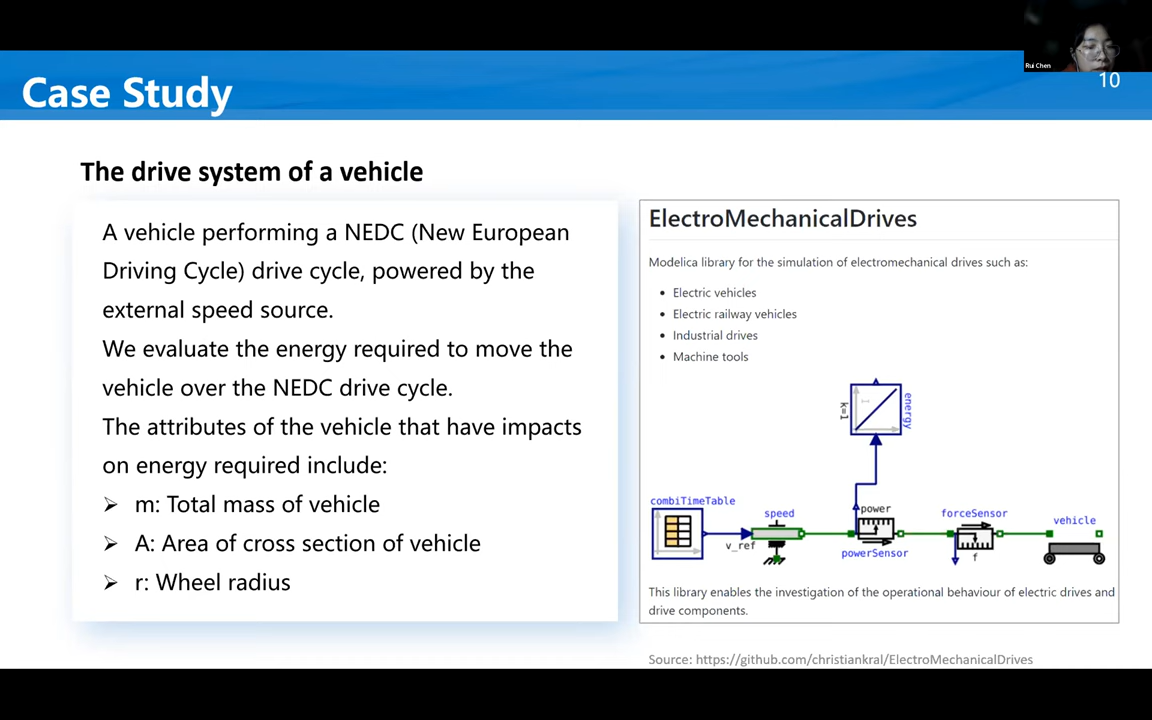 Rui Chen
Case Study
10
The drive system of a vehicle
A vehicle performing a NEDC (New European
Driving Cycle) drive cycle, powered by the
external speed source.
We evaluate the energy required to move the
vehicle over the NEDC drive cycle.
The attributes of the vehicle that have impacts
on energy required include:
➢ m: Total mass of vehicle
➢ A: Area of cross section of vehicle
➢ r: Wheel radius
ElectroMechanicalDrives
Modelica library for the simulation of electromechanical drives such as:
• Electric vehicles
• Electric railway vehicles
• Industrial drives
• Machine tools
k=1
energy
combiTimeTable
v_ref
speed
power
powerSensor
forceSensor
f
vehicle
This library enables the investigation of the operational behaviour of electric drives and
drive components.
Source: https://github.com/christiankral/ElectroMechanicalDrives